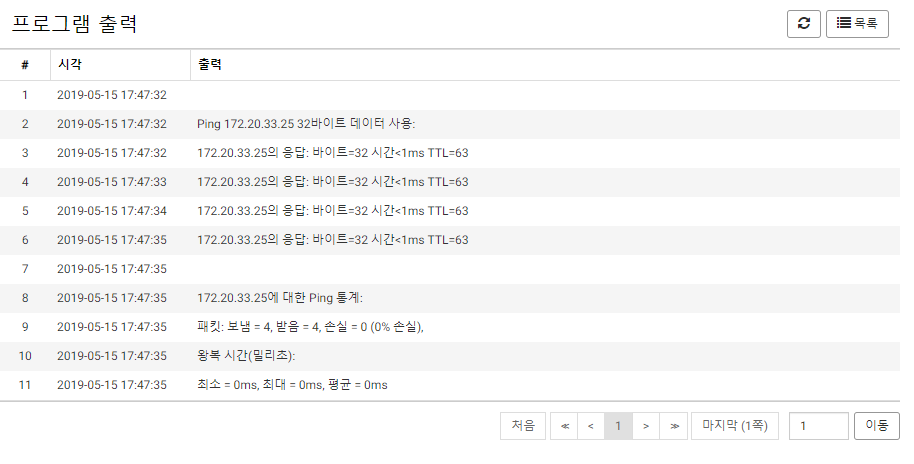 프로그램 출력
목록
# 시각 출력
1 2019-05-15 17:47:32
2 2019-05-15 17:47:32 Ping 172.20.33.25 32바이트 데이터 사용:
3 2019-05-15 17:47:32 172.20.33.25의 응답: 바이트=32 시간<1ms TTL=63
4 2019-05-15 17:47:33 172.20.33.25의 응답: 바이트=32 시간<1ms TTL=63
5 2019-05-15 17:47:34 172.20.33.25의 응답: 바이트=32 시간<1ms TTL=63
6 2019-05-15 17:47:35 172.20.33.25의 응답: 바이트=32 시간<1ms TTL=63
7 2019-05-15 17:47:35
8 2019-05-15 17:47:35 172.20.33.25에 대한 Ping 통계:
9 2019-05-15 17:47:35 패킷: 보냄 = 4, 받음 = 4, 손실 = 0 (0% 손실),
10 2019-05-15 17:47:35 왕복 시간(밀리초):
11 2019-05-15 17:47:35 최소 = 0ms, 최대 = 0ms, 평균 = 0ms
처음 ≪ < 1 > ≫ 마지막 (1쪽) 1 이동